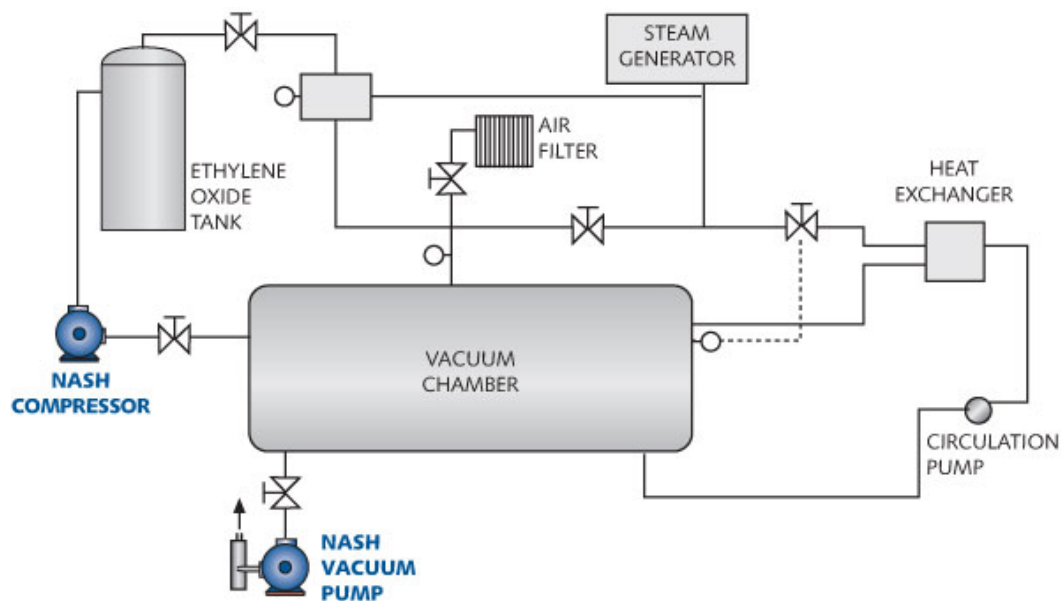 STEAM
GENERATOR
AIR
FILTER
ETHYLENE
OXIDE
TANK
HEAT
EXCHANGER
VACUUM
CHAMBER
NASH
COMPRESSOR
CIRCULATION
PUMP
NASH
VACUUM
PUMP